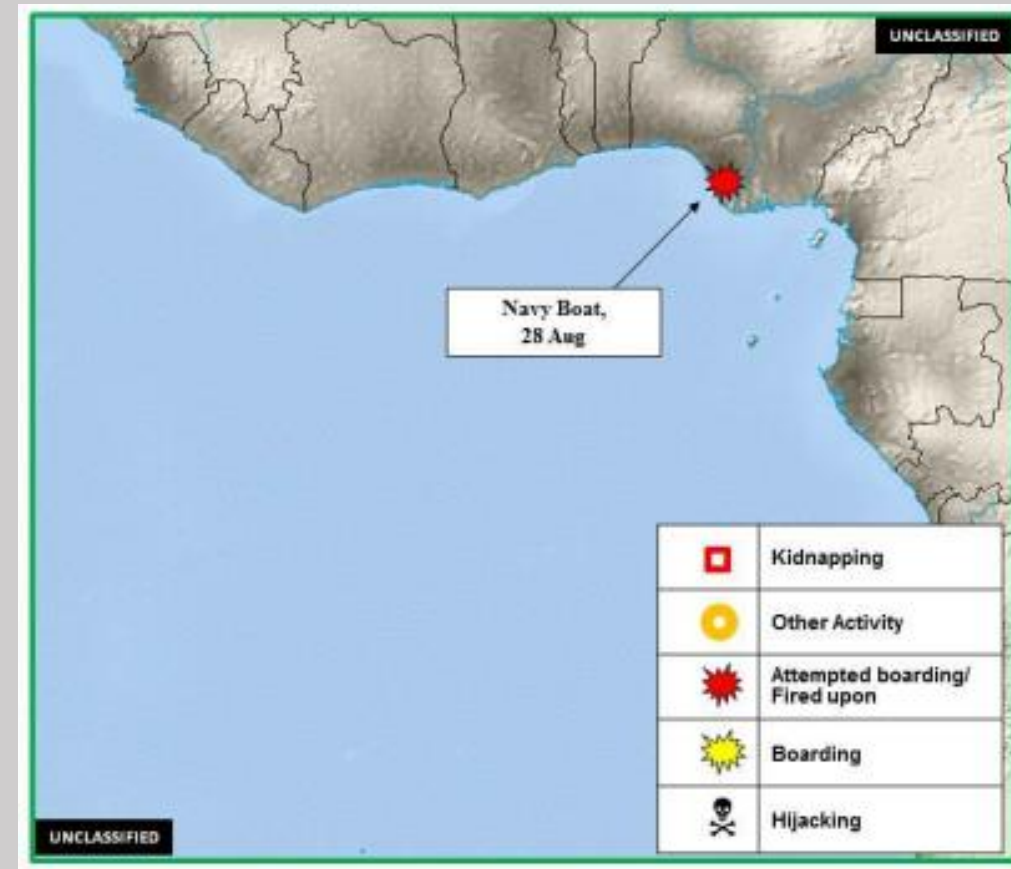 UNCLASSIFIED
Navy Boat,
28 Aug
Kidnapping
Other Activity
Attempted boarding/
Fired upon
Boarding
Hijacking
UNCLASSIFIED